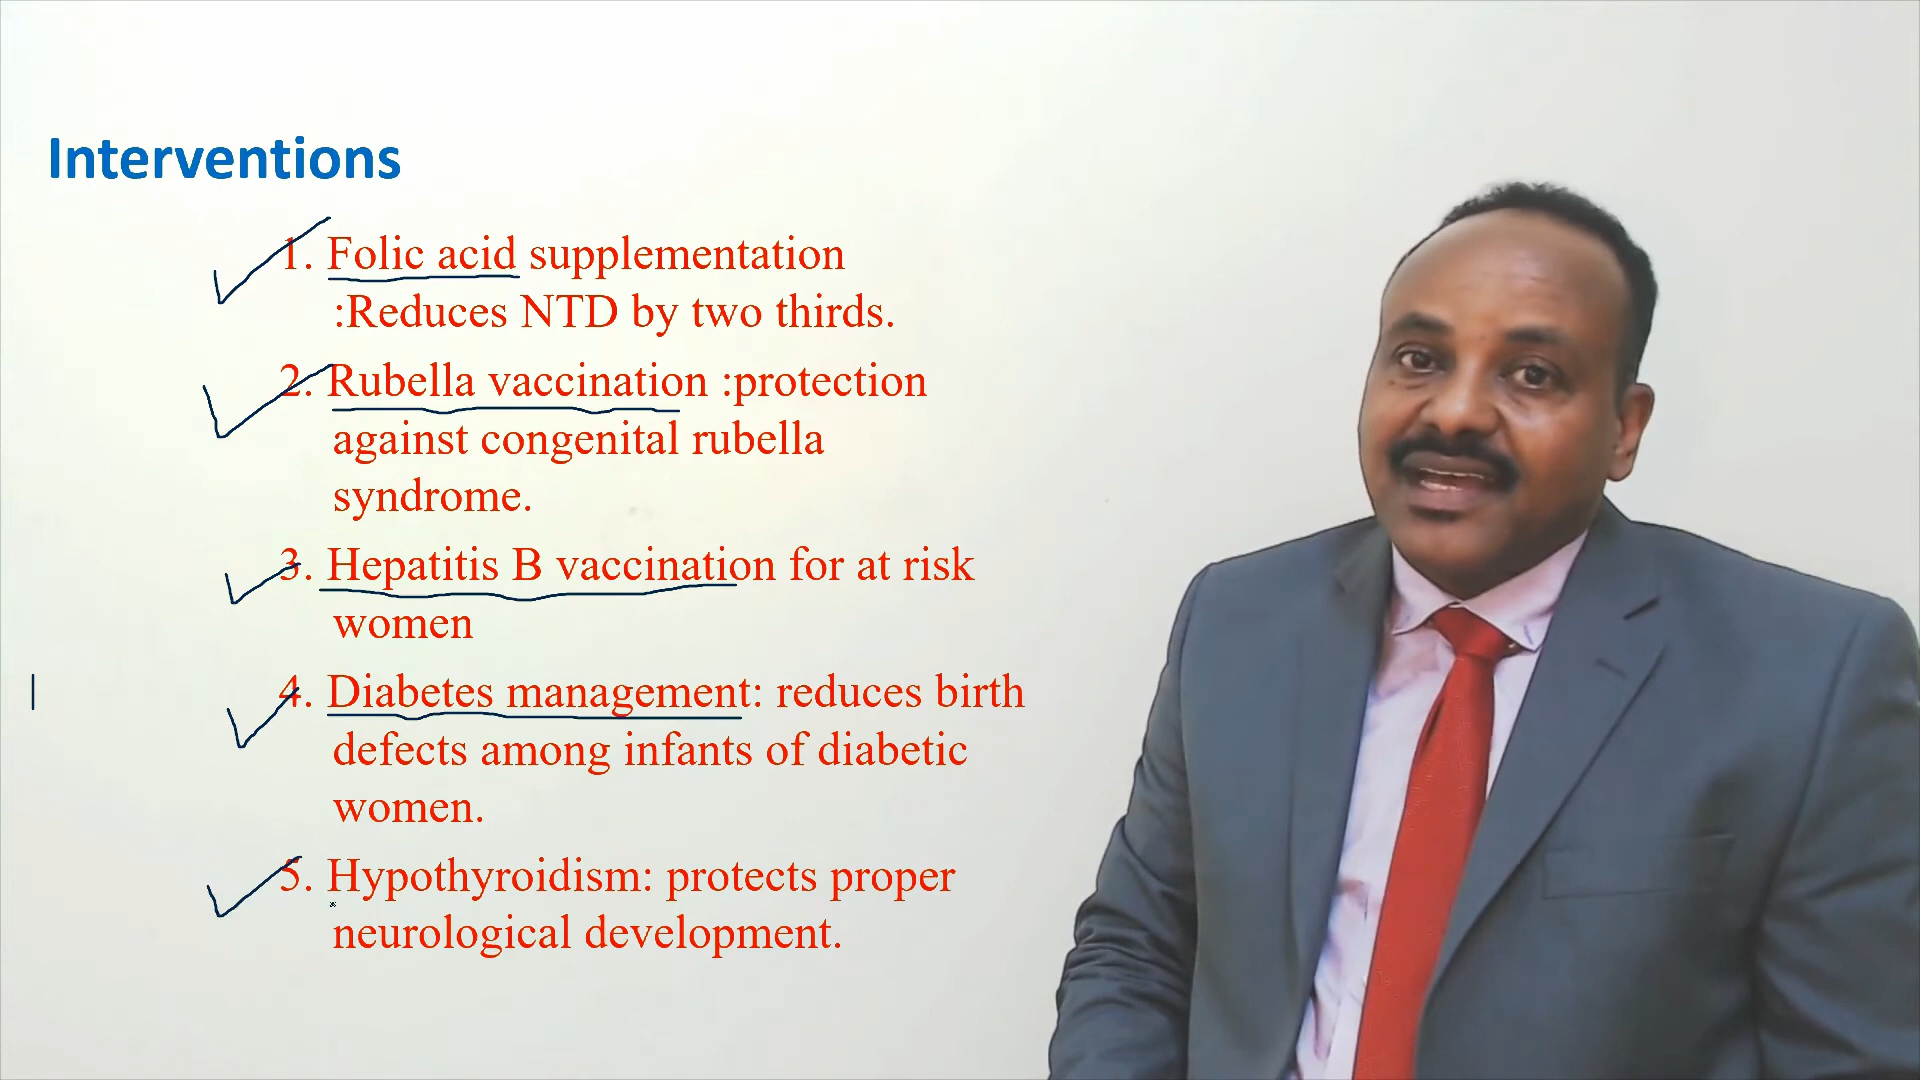 Interventions
1. Folic acid supplementation
:Reduces NTD by two thirds.
2. Rubella vaccination :protection
against congenital rubella
syndrome.
3. Hepatitis B vaccination for at risk
women
4. Diabetes management: reduces birth
defects among infants of diabetic
women.
5. Hypothyroidism: protects proper
neurological development.